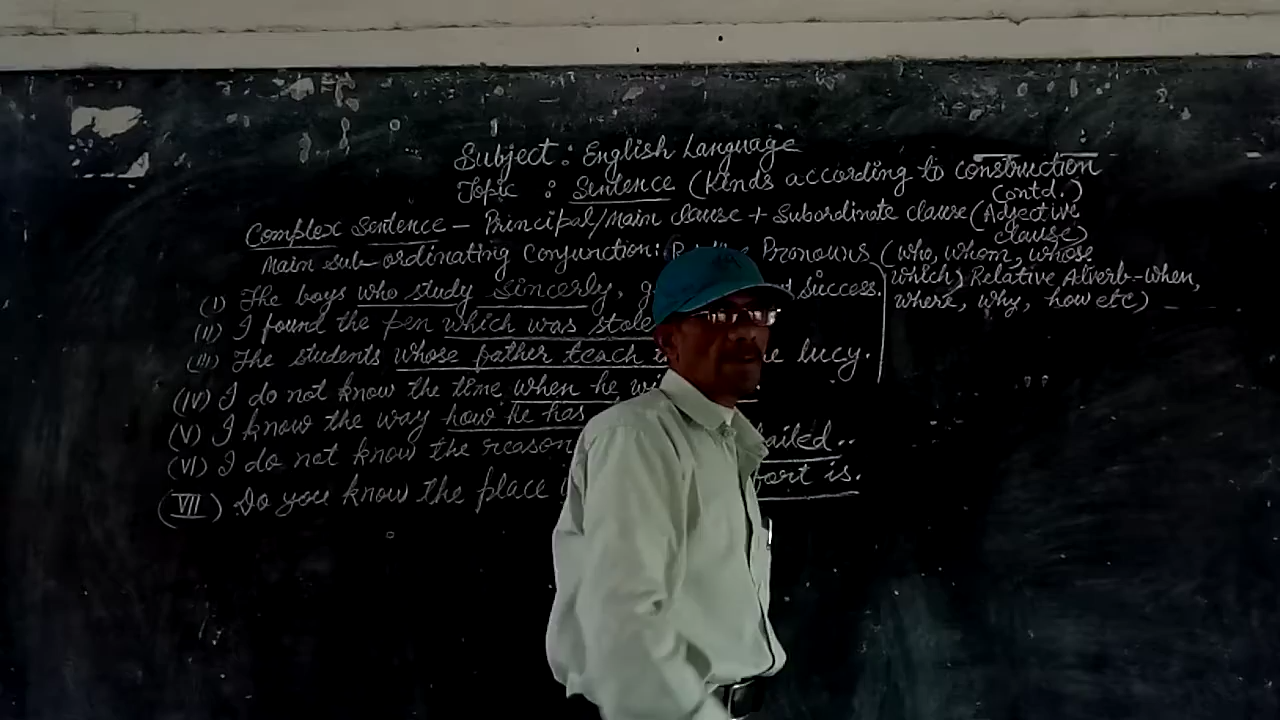 Subject : English Language
Topic : Sentence (Kinds according to construction
Contd.)
Complex Sentence – Principal/Main clause + Subordinate clause (Adjective
clause)
Main sub-ordinating Conjunction: Pronouns (who, whom, whose
which) Relative Adverb-when,
where, why, how etc)
(I) The boys who study sincerly, success.
(II) I found the pen which was
(III) The students whose father teach lucy.
(IV) I do not know the time when he
(V) I know the way how he has
(VI) I do not know the reason failed..
(VII) Do you know the place is.